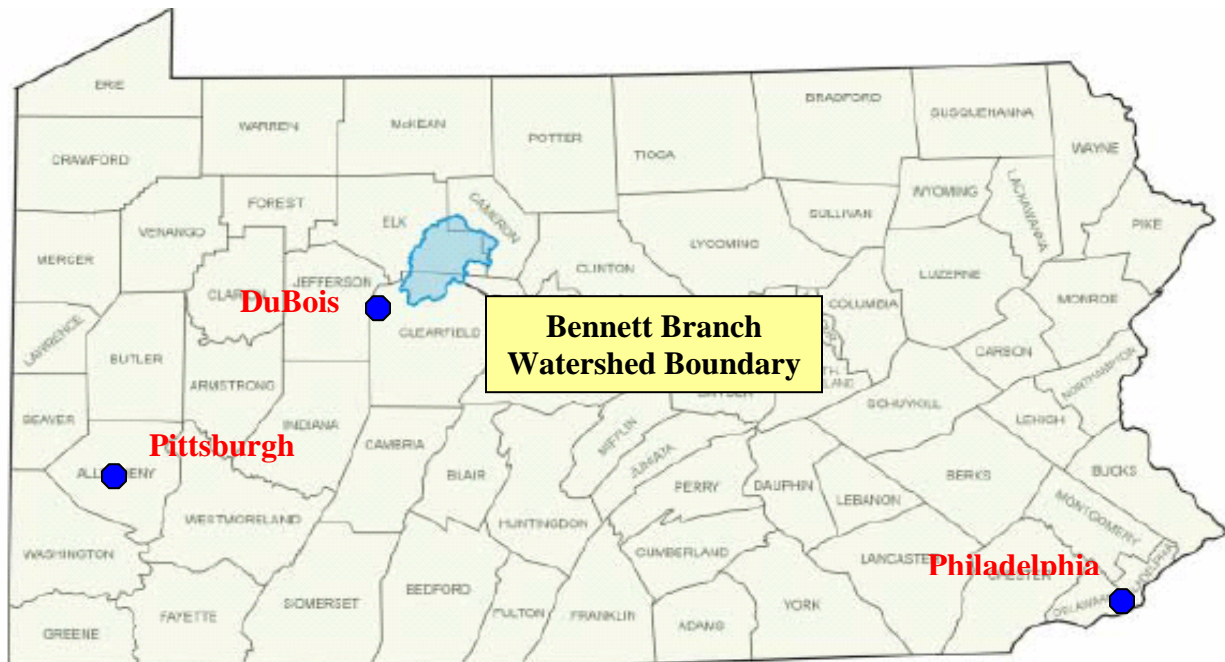 ERIE
WARREN
McKEAN
POTTER
TIOGA
BRADFORD
SUSQUEHANNA
WAYNE
CRAWFORD
FOREST
ELK
CAMERON
SULLIVAN
WYOMING
LACKAWANNA
PIKE
MERCER
VENANGO
CLINTON
LYCOMING
LUZERNE
JEFFERSON
CLARION
DuBois
COLUMBIA
MONROE
LAWRENCE
BUTLER
CLEARFIELD
Bennett Branch
Watershed Boundary
CARBON
NORTHAMPTON
ARMSTRONG
SCHUYKILL
LEHIGH
BEAVER
INDIANA
CAMBRIA
BLAIR
MIFFLIN
JUNIATA
Pittsburgh
PERRY
DAUPHIN
LEBANON
BERKS
BUCKS
MONTGOMERY
WESTMORELAND
HUNTINGDON
WASHINGTON
CUMBERLAND
LANCASTER
Philadelphia
BEDFORD
FULTON
FRANKLIN
ADAMS
YORK
CHESTER
SOMERSET
FAYETTE
GREENE